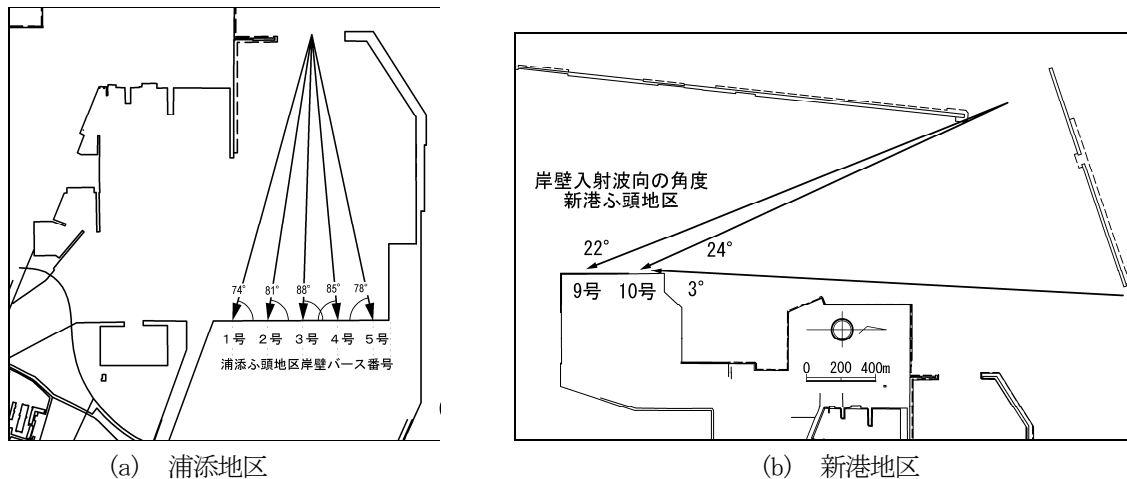 74°
81°
88°
85°
78°
1号
2号
3号
4号
5号
浦添ふ頭地区岸壁バース番号
(a) 浦添地区
岸壁入射波向の角度
新港ふ頭地区
22°
24°
9号
10号
3°
0 200 400m
(b) 新港地区